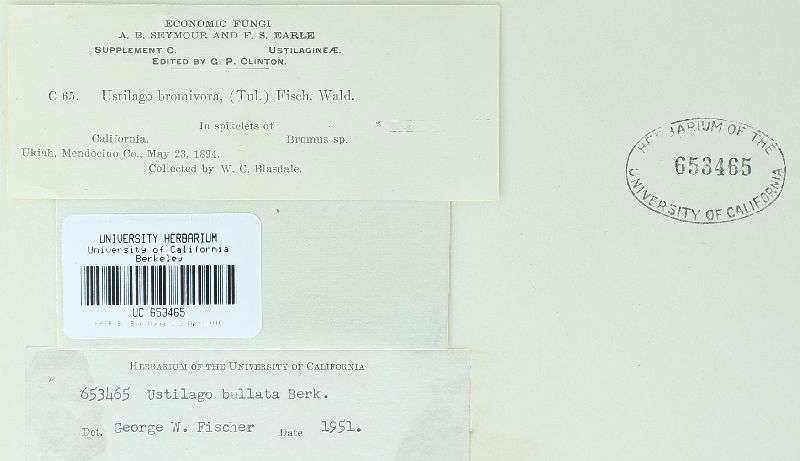 ECONOMIC FUNGI
A. B. SEYMOUR AND F. S. EARLE
SUPPLEMENT C. USTILAGINEÆ.
EDITED BY G. P. CLINTON.
C 65. Ustilago bromivora, (Tul.) Fisch. Wald.
In spikelets of
California. Bromus sp.
Ukiah, Mendocino Co., May 23, 1894.
Collected by W. C. Blasdale.
HERBARIUM OF THE
653465
UNIVERSITY OF CALIFORNIA
UNIVERSITY HERBARIUM
University of California
Berkeley
UC 653465
HERBARIUM OF THE UNIVERSITY OF CALIFORNIA
653465 Ustilago bullata Berk.
Det. George W. Fischer Date 1951.